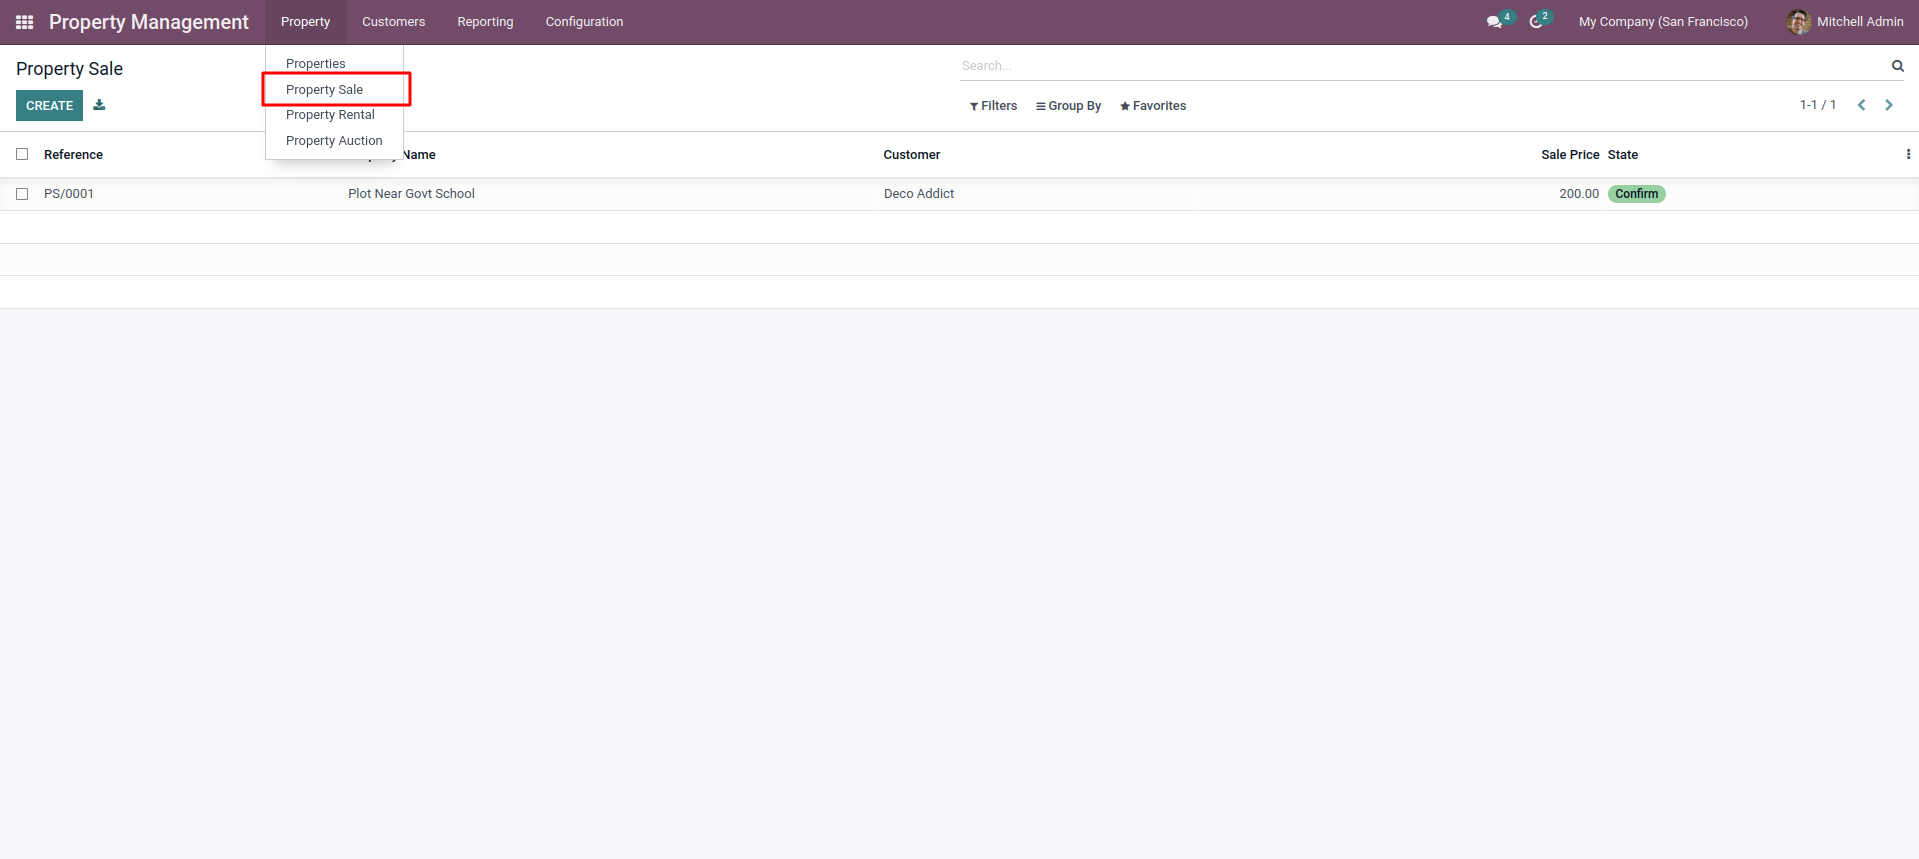 Property Management Property Customers Reporting Configuration 4 2 My Company (San Francisco) Mitchell Admin
Property Sale
Search...
CREATE
Filters Group By Favorites 1-1 / 1
Properties
Property Sale
Property Rental
Property Auction
Reference Name Customer Sale Price State
PS/0001 Plot Near Govt School Deco Addict 200.00 Confirm